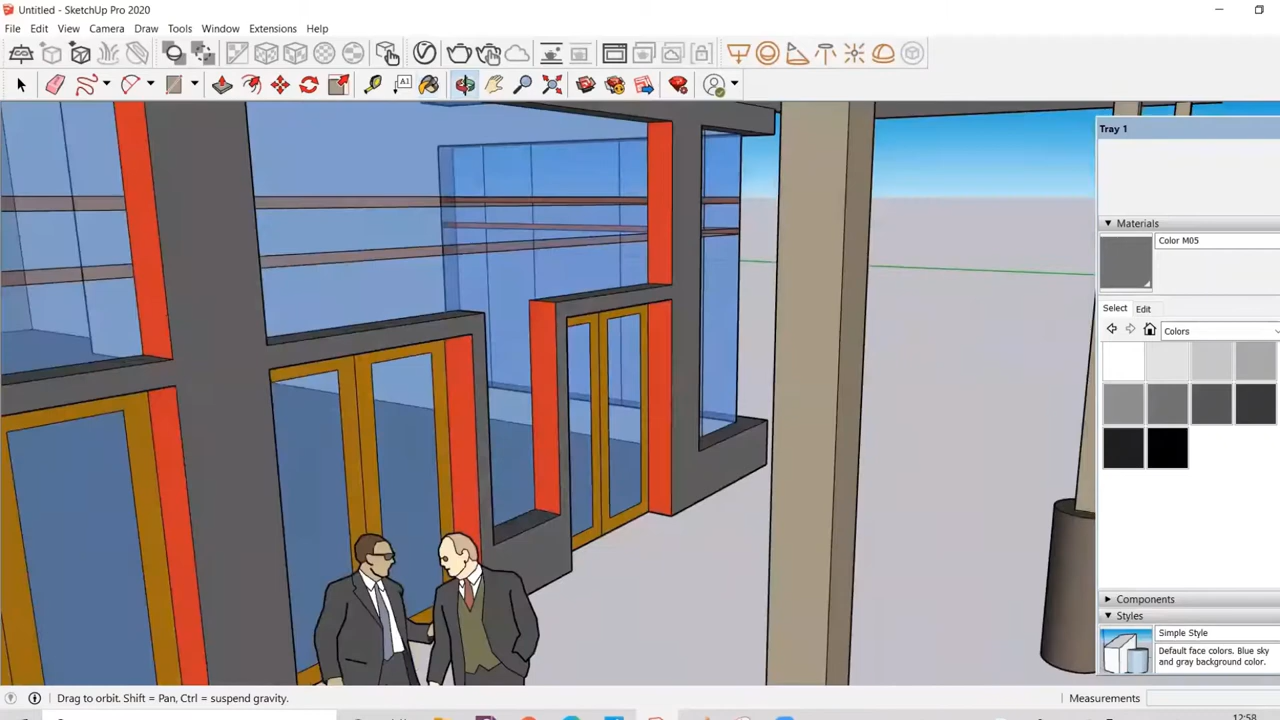 Untitled - SketchUp Pro 2020
File Edit View Camera Draw Tools Window Extensions Help
A1
Tray 1
Materials
Color M05
Select Edit
Colors
Components
Styles
Simple Style
Default face colors. Blue sky
and gray background color.
Drag to orbit. Shift = Pan, Ctrl = suspend gravity.
Measurements
12:58